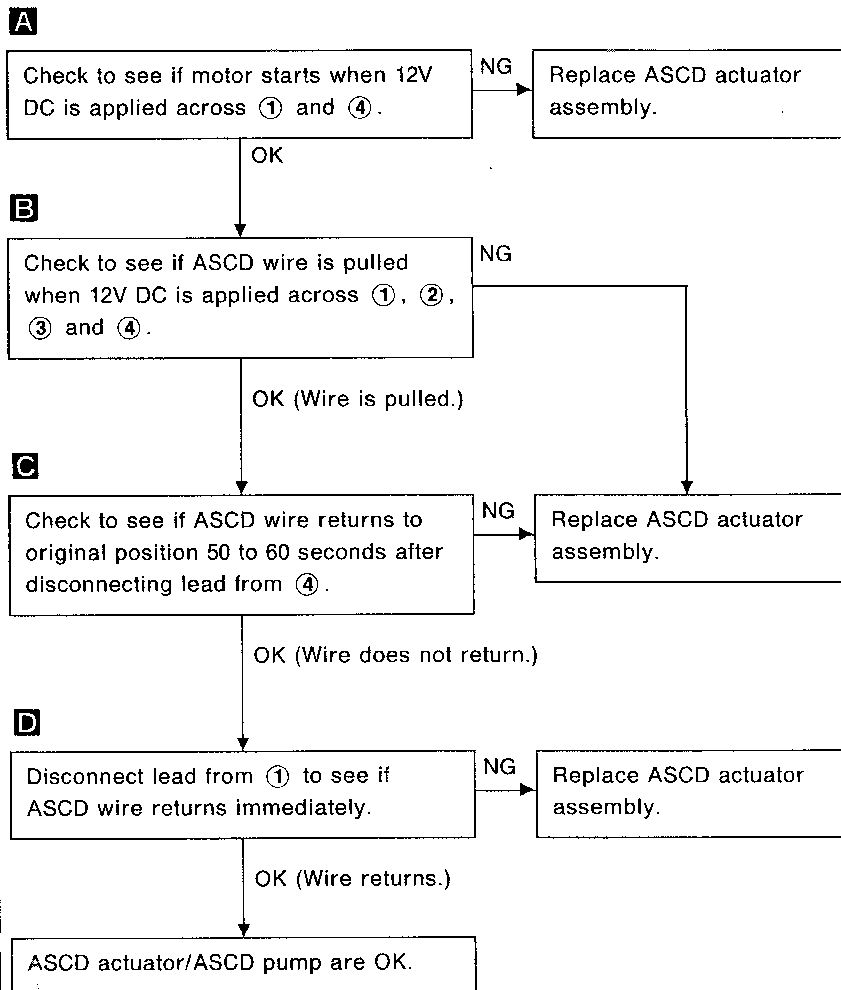 A
Check to see if motor starts when 12V
DC is applied across ① and ④.
NG
Replace ASCD actuator
assembly.
OK
B
Check to see if ASCD wire is pulled
when 12V DC is applied across ①, ②,
③ and ④.
NG
OK (Wire is pulled.)
C
Check to see if ASCD wire returns to
original position 50 to 60 seconds after
disconnecting lead from ④.
NG
Replace ASCD actuator
assembly.
OK (Wire does not return.)
D
Disconnect lead from ① to see if
ASCD wire returns immediately.
NG
Replace ASCD actuator
assembly.
OK (Wire returns.)
ASCD actuator/ASCD pump are OK.